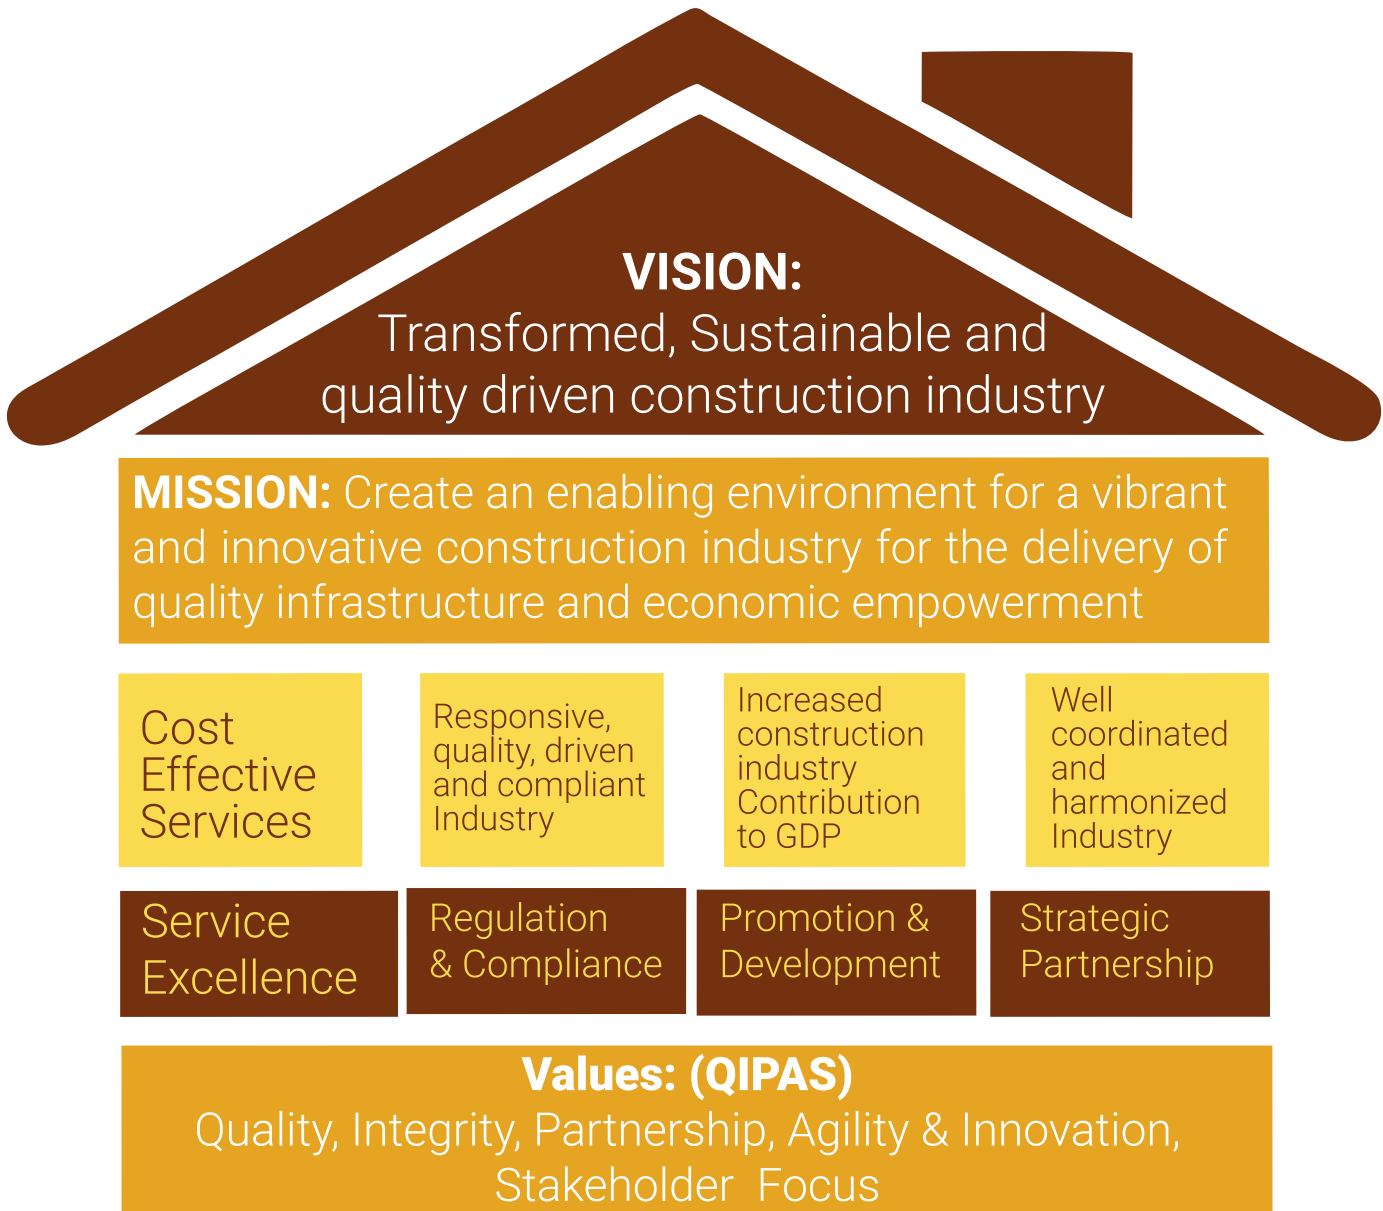 VISION:
Transformed, Sustainable and
quality driven construction industry
MISSION: Create an enabling environment for a vibrant
and innovative construction industry for the delivery of
quality infrastructure and economic empowerment
Cost
Effective
Services
Responsive,
quality, driven
and compliant
Industry
Increased
construction
industry
Contribution
to GDP
Well
coordinated
and
harmonized
Industry
Service
Excellence
Regulation
& Compliance
Promotion &
Development
Strategic
Partnership
Values: (QIPAS)
Quality, Integrity, Partnership, Agility & Innovation,
Stakeholder Focus